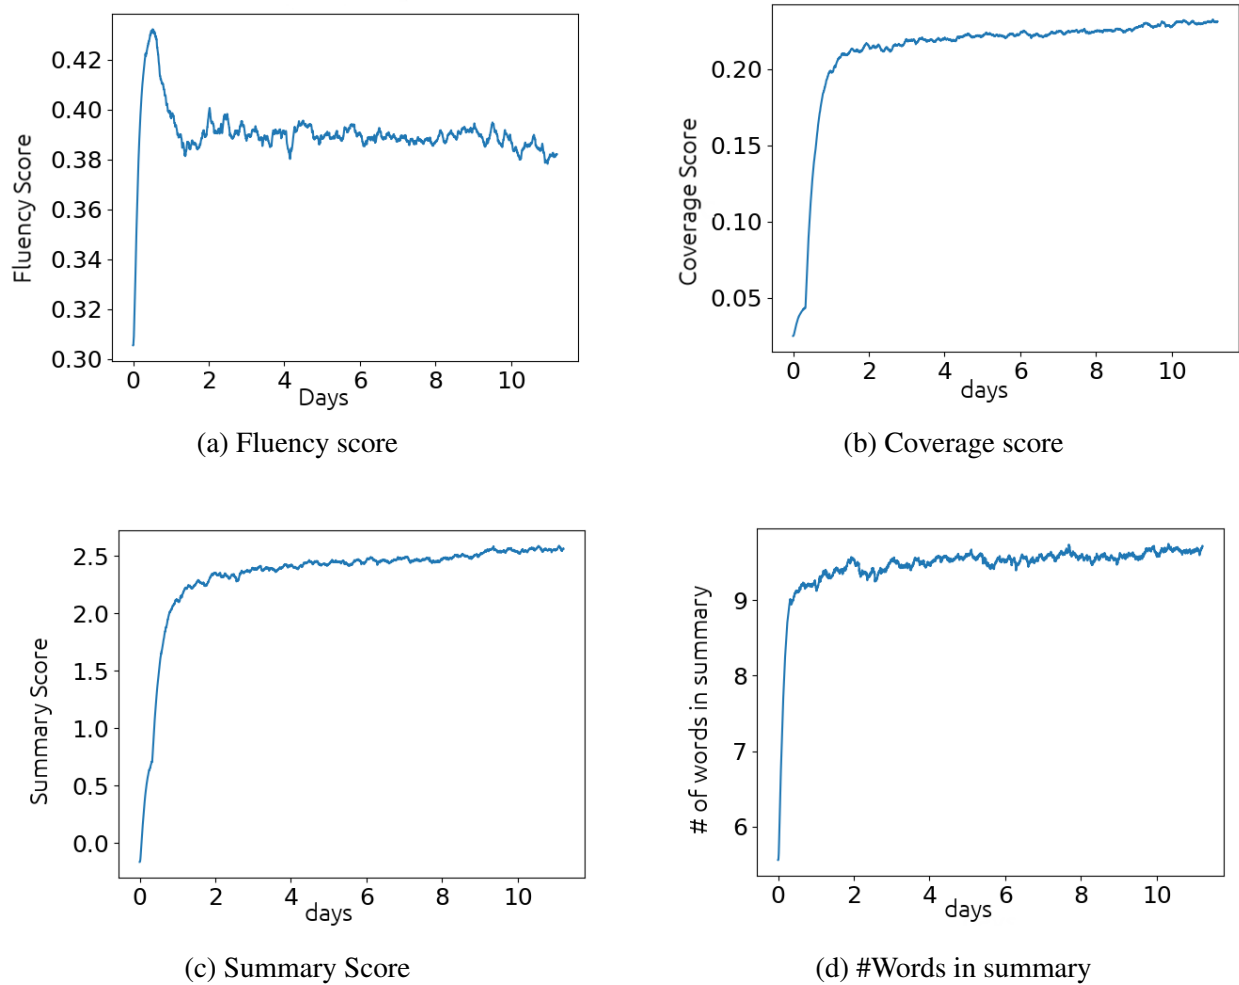 0.42
0.40
0.38
0.36
0.34
0.32
0.30
Fluency Score
0 2 4 6 8 10
Days
(a) Fluency score
0.20
0.15
0.10
0.05
Coverage Score
0 2 4 6 8 10
days
(b) Coverage score
2.5
2.0
1.5
1.0
0.5
0.0
Summary Score
0 2 4 6 8 10
days
(c) Summary Score
9
8
7
6
# of words in summary
0 2 4 6 8 10
days
(d) #Words in summary